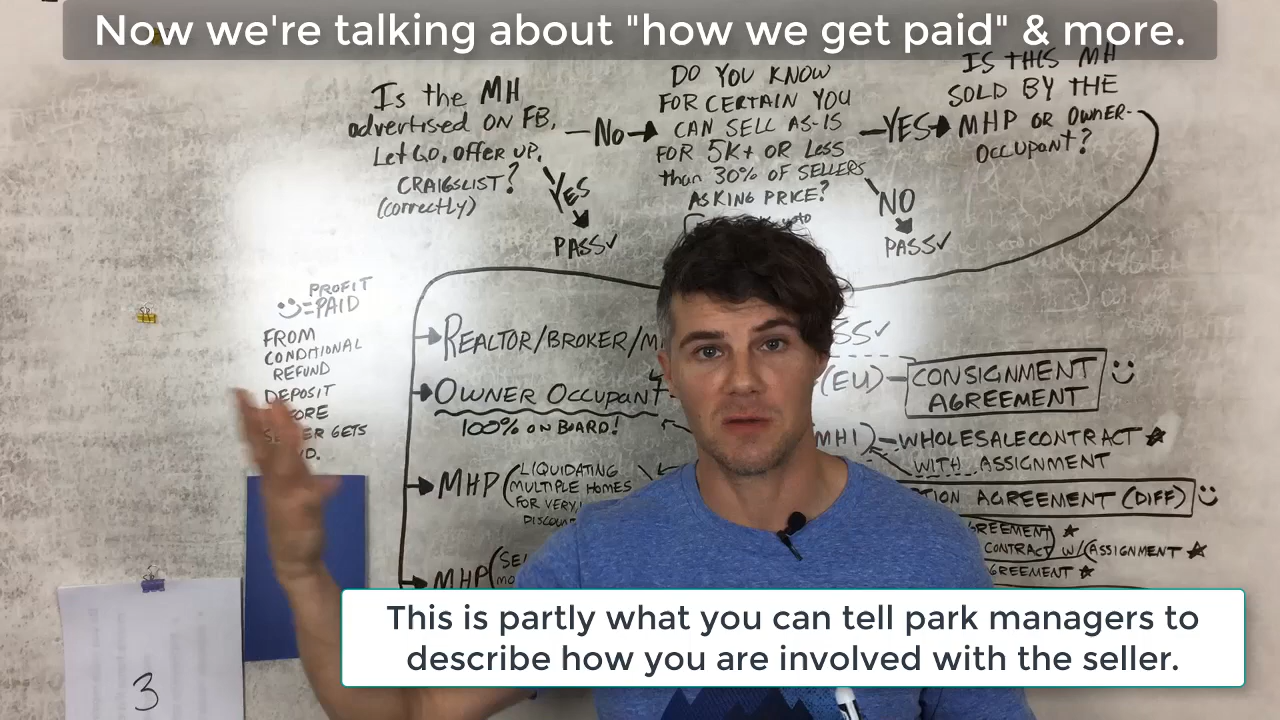 Now we're talking about "how we get paid" & more.
Is the MH
advertised ON FB,
Let Go, OFFER UP,
CRAIGSLIST?
(correctly)
No
YES
PASS✓
DO YOU KNOW
FOR CERTAIN YOU
CAN SELL AS-IS
FOR 5K+ OR Less
than 30% OF SELLERS
ASKING PRICE?
YES
NO
PASS✓
IS THIS MH
SOLD BY THE
MHP OR OWNER-
OCCUPANT?
PROFIT
=PAID
FROM
CONDITIONAL
REFUND
DEPOSIT
GETS
REALTOR/BROKER/
SS✓
OWNER OCCUPANT
100% ON BOARD!
(EU)
CONSIGNMENT
AGREEMENT
(MHI)
WHOLESALE CONTRACT
WITH ASSIGNMENT
MHP (LIQUIDATING
MULTIPLE HOMES
FOR VERY
AGREEMENT (DIFF)
MHP
AGREEMENT
CONTRACT W/ (ASSIGNMENT
AGREEMENT
This is partly what you can tell park managers to
describe how you are involved with the seller.
3